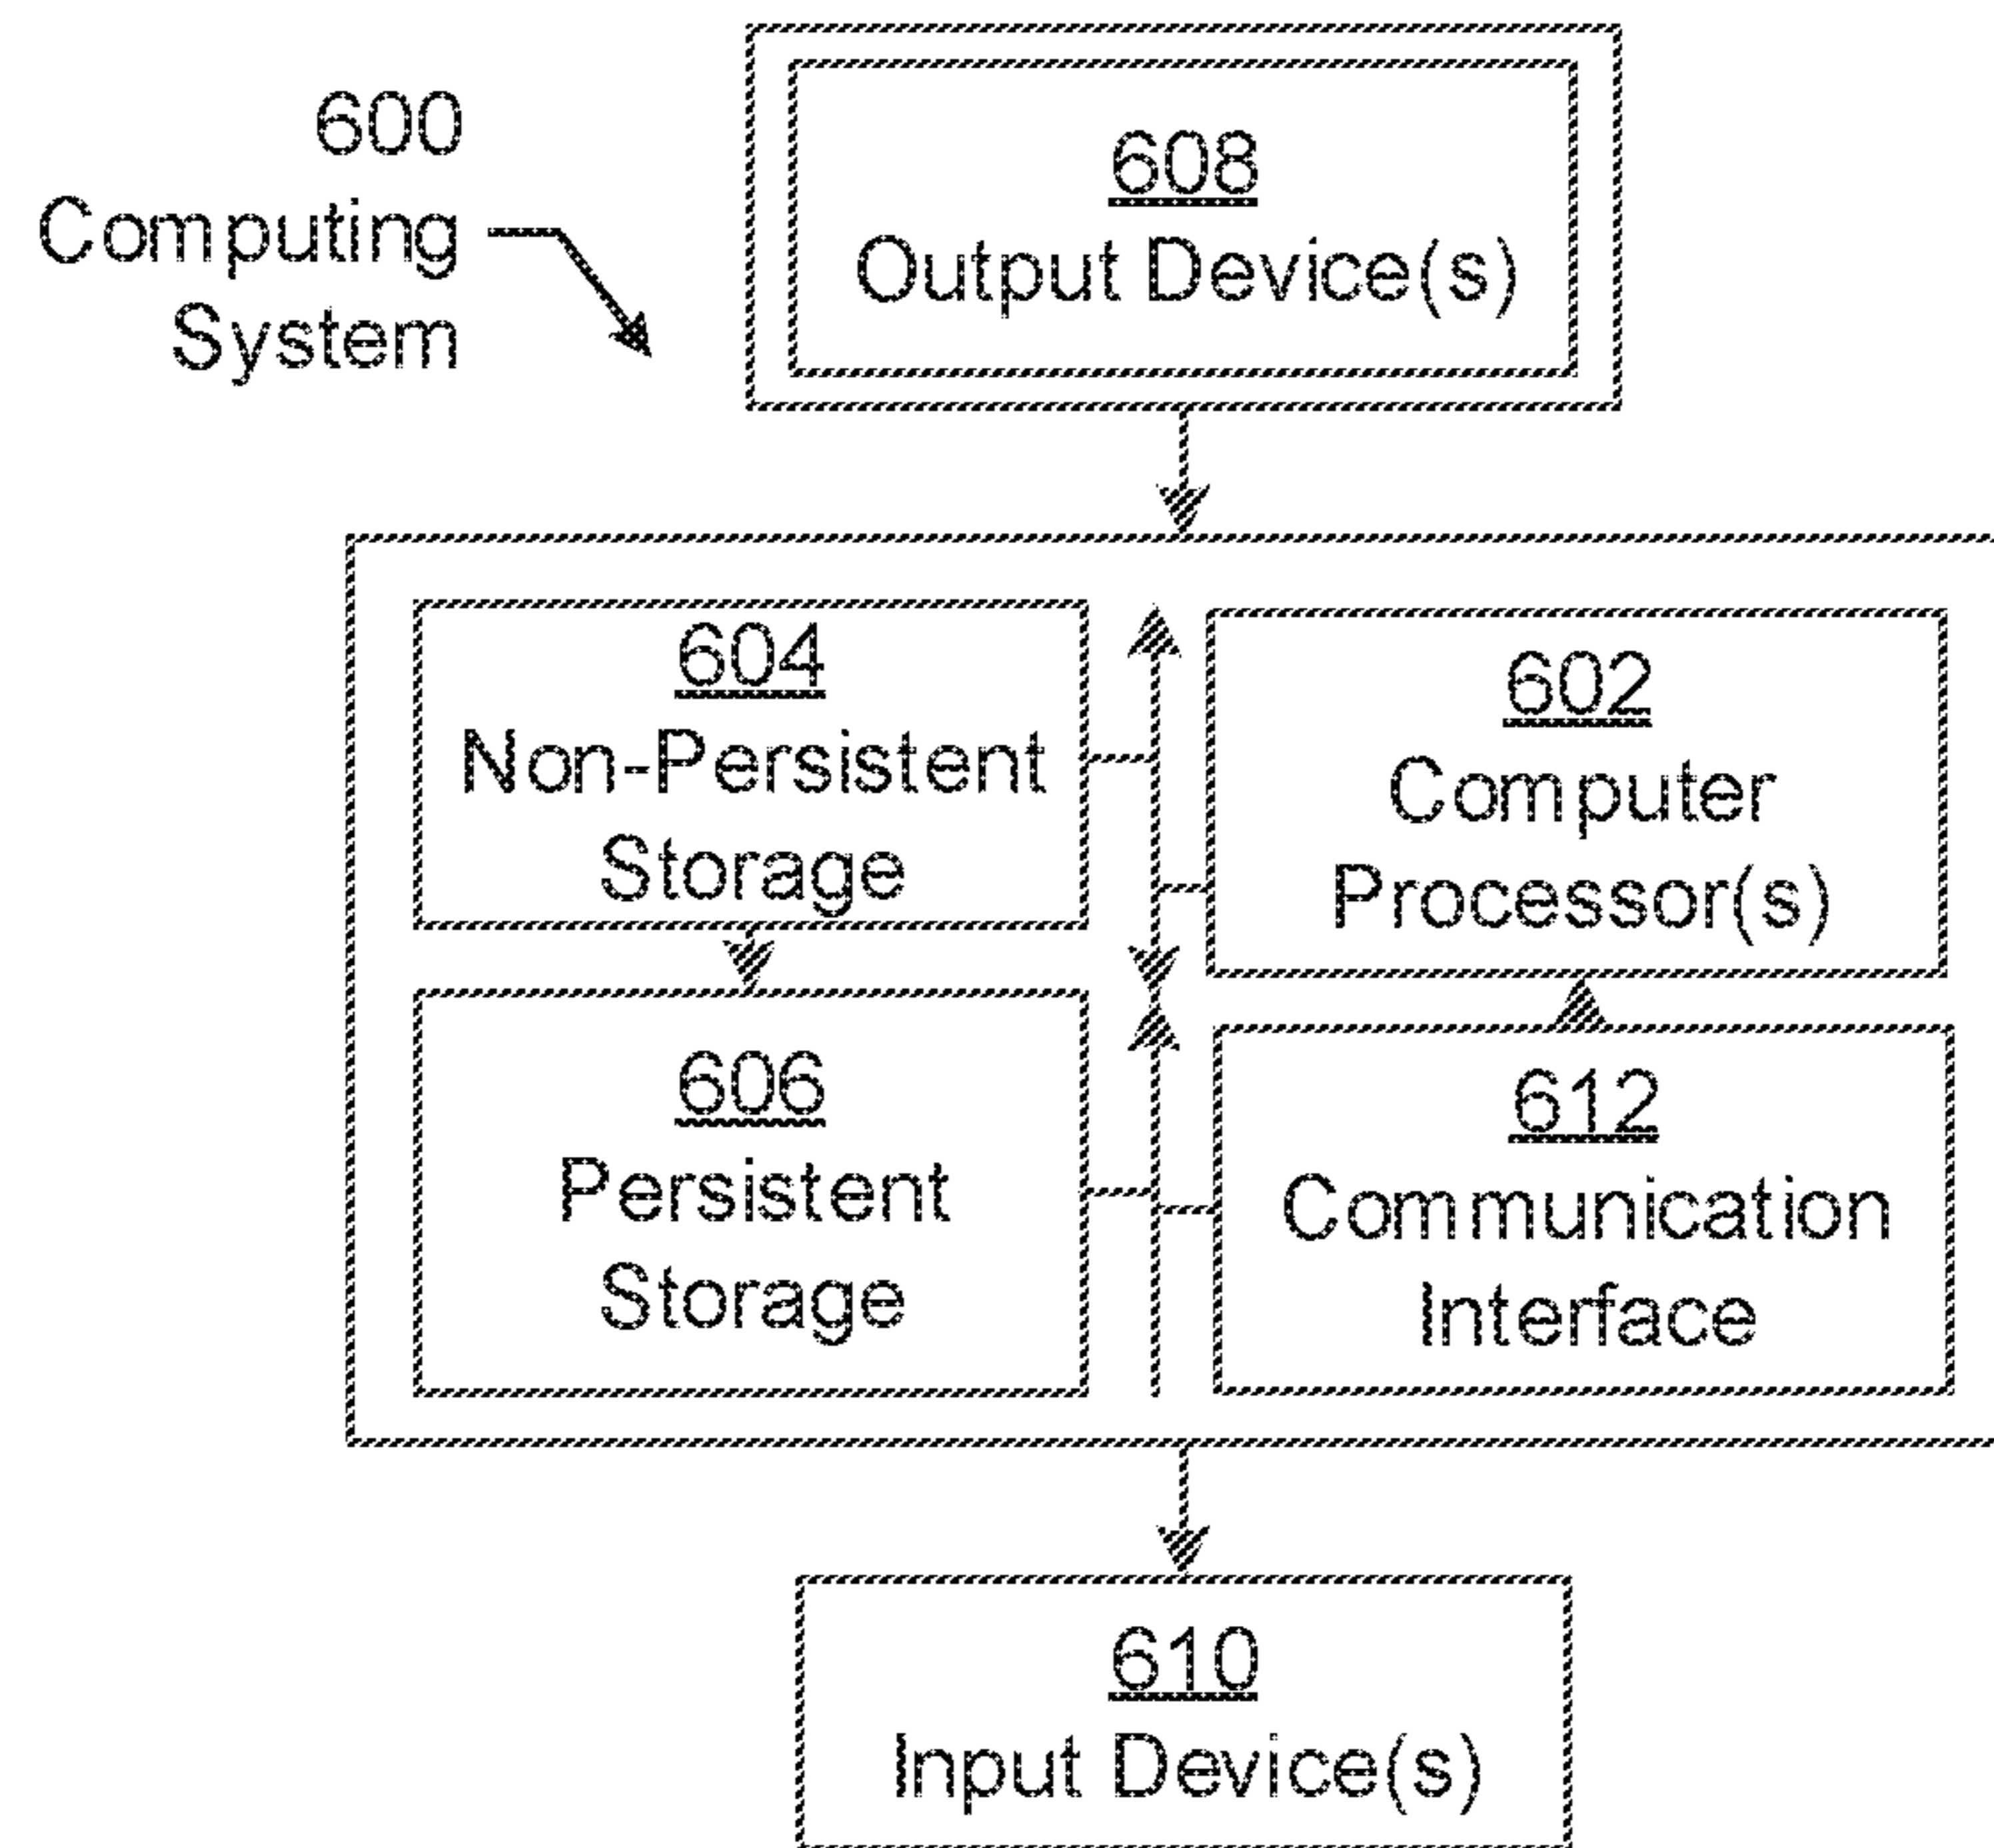 600
Computing
System
608
Output Device(s)
604
Non-Persistent
Storage
602
Computer
Processor(s)
606
Persistent
Storage
612
Communication
Interface
610
Input Device(s)